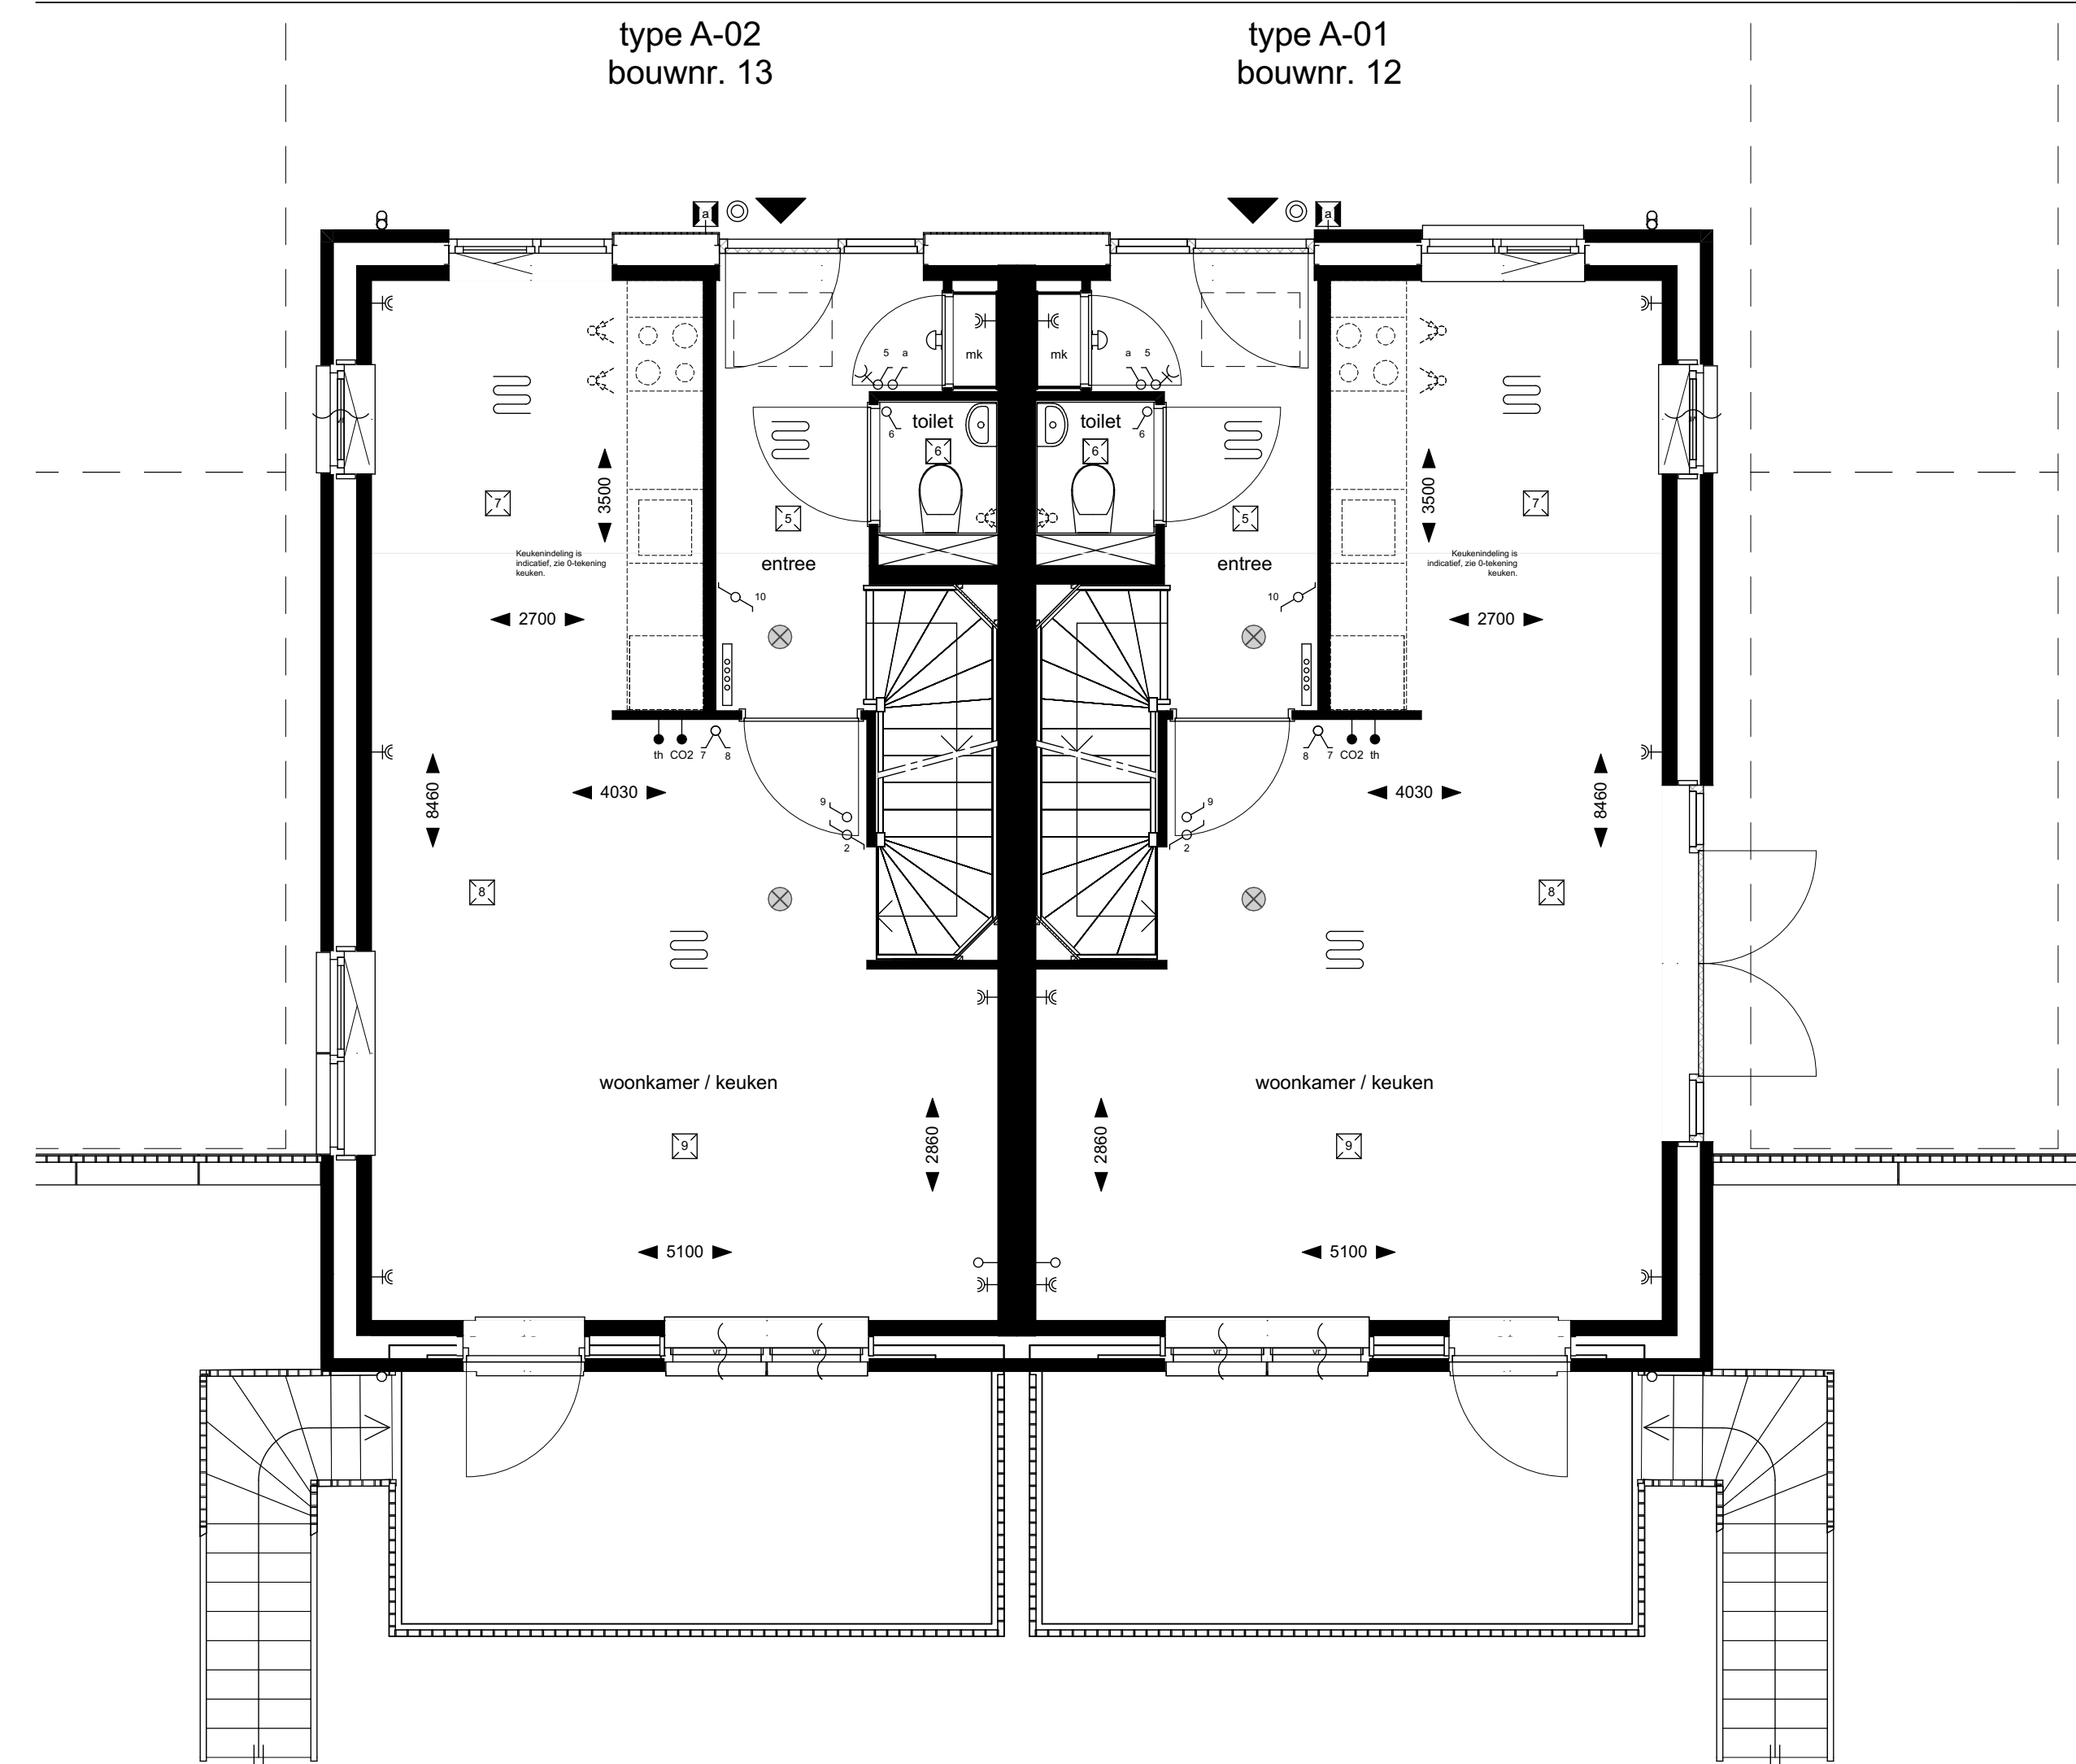 type A-02
bouwnr. 13
type A-01
bouwnr. 12
a
a
mk
mk
5 a
a 5
toilet
toilet
6
6
6
6
7
3500
5
5
3500
7
Keukenindeling is
indicatief, zie 0-tekening
keuken.
entree
entree
Keukenindeling is
indicatief, zie 0-tekening
keuken.
10
10
2700
2700
th CO2 7 8
8 7 CO2 th
8460
4030
9
2
9
2
4030
8460
8
8
woonkamer / keuken
woonkamer / keuken
9
2860
2860
9
5100
5100
vr
vr
vr
vr